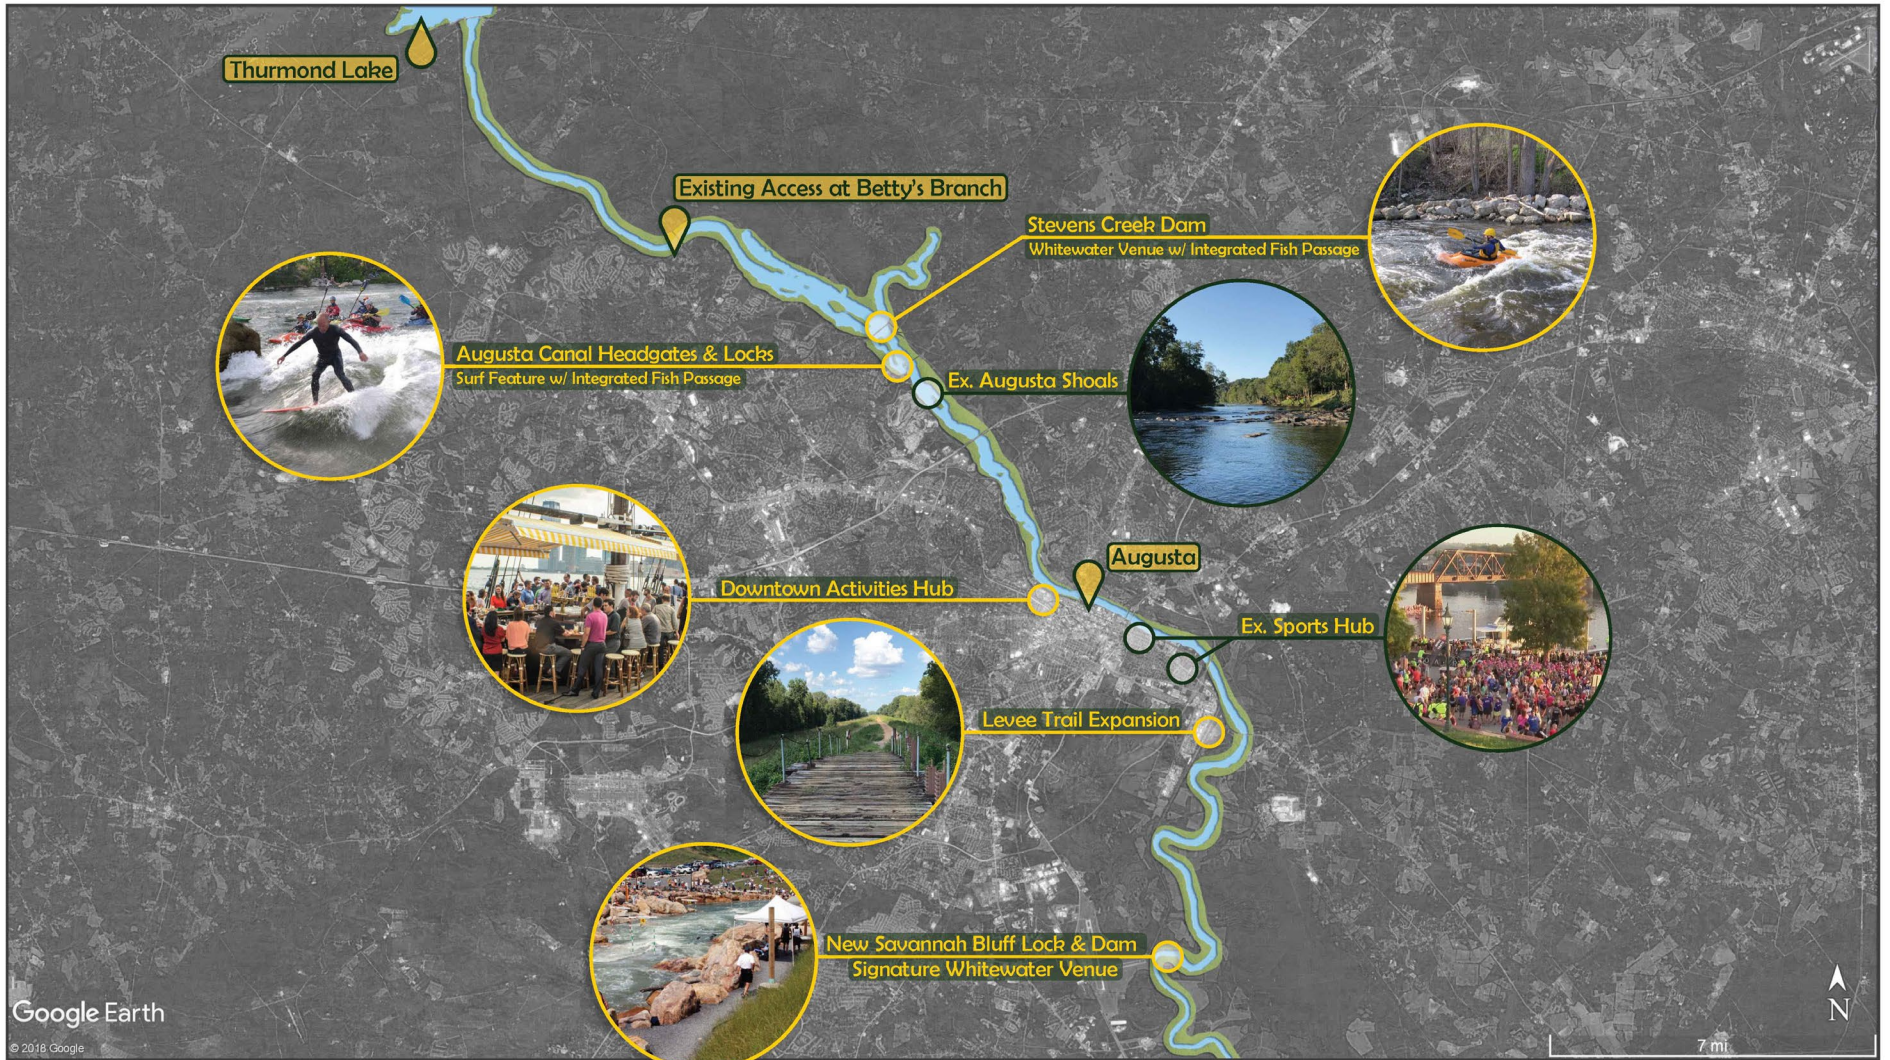 Thurmond Lake
Existing Access at Betty's Branch
Stevens Creek Dam
Whitewater Venue w/ Integrated Fish Passage
Augusta Canal Headgates & Locks
Surf Feature w/ Integrated Fish Passage
Ex. Augusta Shoals
Augusta
Downtown Activities Hub
Ex. Sports Hub
Levee Trail Expansion
New Savannah Bluff Lock & Dam
Signature Whitewater Venue
Google Earth
© 2018 Google
N
7 mi